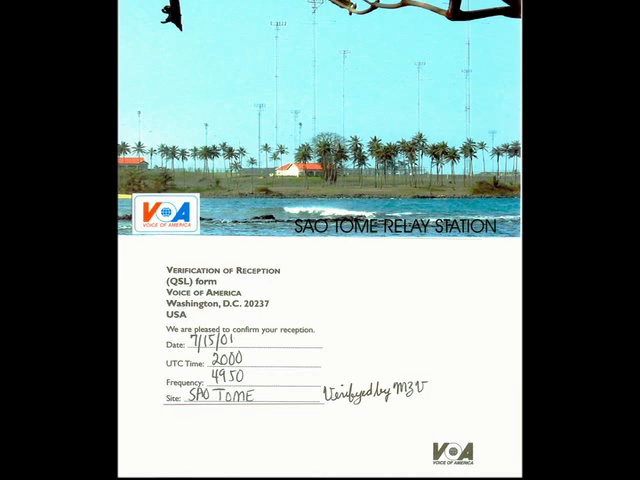 VOA
VOICE OF AMERICA
SAO TOME RELAY STATION
VERIFICATION OF RECEPTION
(QSL) form
VOICE OF AMERICA
Washington, D.C. 20237
USA
We are pleased to confirm your reception.
Date: 7/15/01
UTC Time: 2000
Frequency: 4950
Site: SAO TOME Verifyed by MZV
VOA
VOICE OF AMERICA